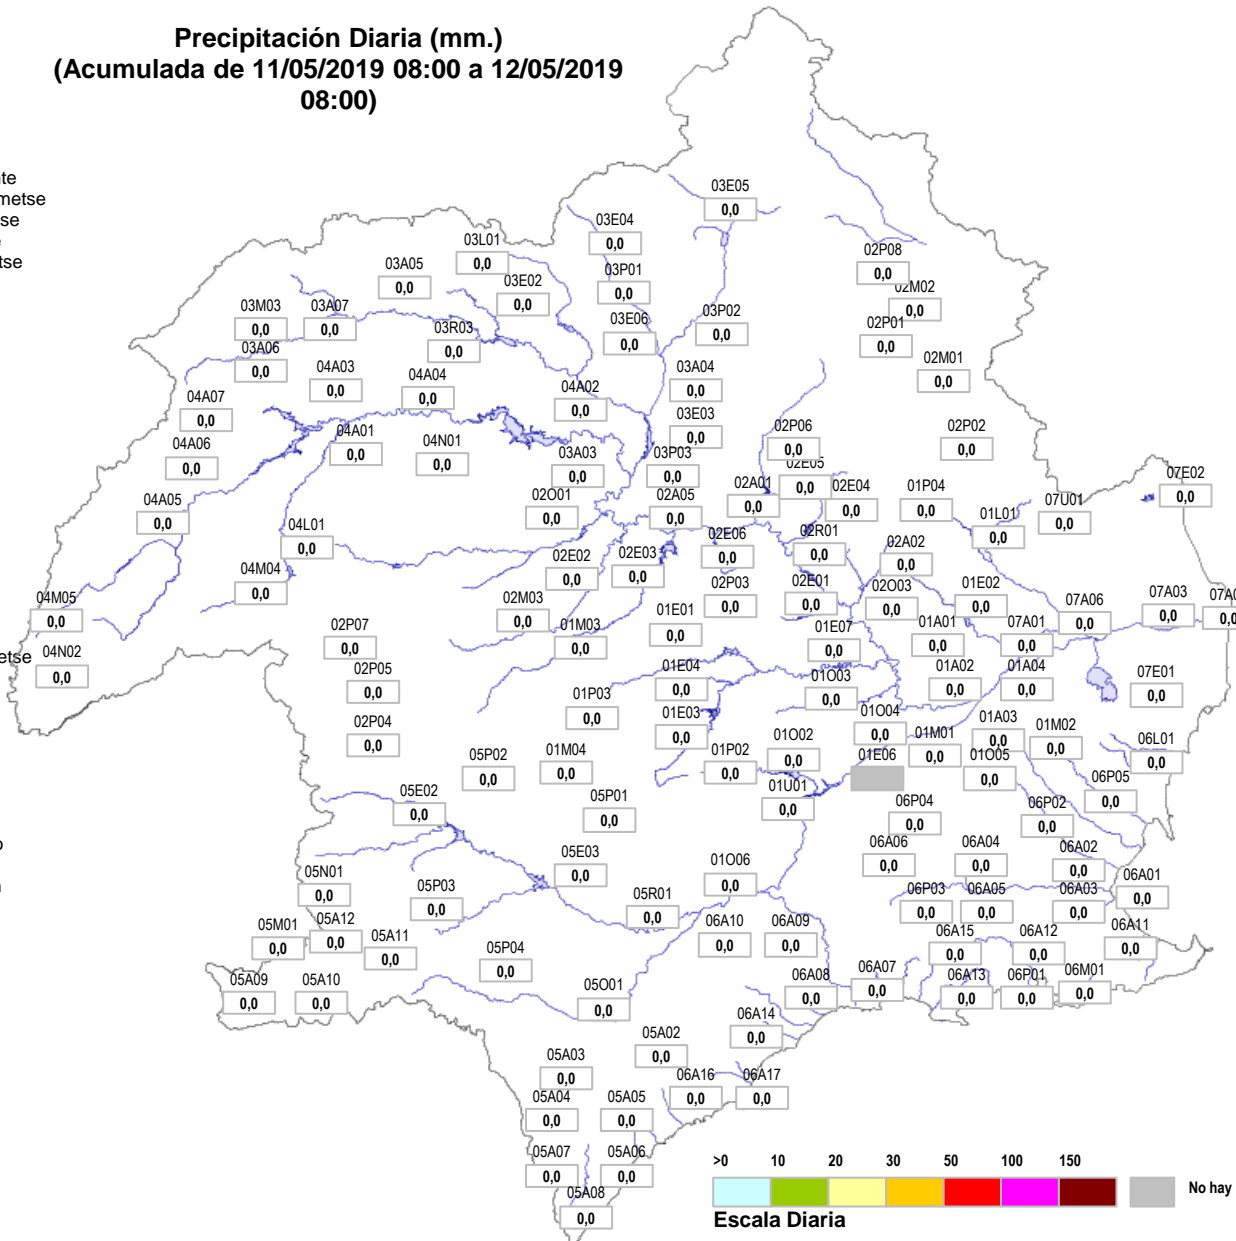 Precipitación Diaria (mm.)
(Acumulada de 11/05/2019 08:00 a 12/05/2019
08:00)
03E05
0,0
03E04
0,0
03L01
0,0
02P08
0,0
03A05
0,0
03P01
0,0
03E02
0,0
02M02
0,0
03M03
0,0
03A07
0,0
03E06
0,0
03P02
0,0
02P01
0,0
03R03
0,0
03A06
0,0
02M01
0,0
04A03
0,0
04A04
0,0
03A04
0,0
04A02
0,0
04A07
0,0
03E03
0,0
04A01
0,0
04N01
0,0
02P06
0,0
02P02
0,0
04A06
0,0
03A03
0,0
03P03
0,0
02E05
0,0
07E02
0,0
04A05
0,0
02O01
0,0
02A05
0,0
02A01
0,0
02E04
0,0
01P04
0,0
07U01
0,0
01L01
0,0
04L01
0,0
02E06
0,0
02R01
0,0
02A02
0,0
02E02
0,0
02E03
0,0
04M04
0,0
02P03
0,0
02E01
0,0
02O03
0,0
01E02
0,0
07A03
0,0
07A0
0,0
04M05
0,0
02M03
0,0
07A06
0,0
01E01
0,0
02P07
0,0
01M03
0,0
01E07
0,0
01A01
0,0
07A01
0,0
etse
04N02
0,0
02P05
0,0
01E04
0,0
01O03
0,0
01A02
0,0
01A04
0,0
07E01
0,0
01P03
0,0
02P04
0,0
01E03
0,0
01O04
0,0
01A03
0,0
01M02
0,0
01M01
0,0
06L01
0,0
05P02
0,0
01M04
0,0
01P02
0,0
01O02
0,0
01E06
01O05
0,0
06P05
0,0
05E02
0,0
05P01
0,0
01U01
0,0
06P04
0,0
06P02
0,0
05E03
0,0
01O06
0,0
06A06
0,0
06A04
0,0
06A02
0,0
05N01
0,0
05P03
0,0
05R01
0,0
06P03
0,0
06A05
0,0
06A03
0,0
06A01
0,0
05M01
0,0
05A12
0,0
05A11
0,0
06A10
0,0
06A09
0,0
06A15
0,0
06A12
0,0
06A11
0,0
05P04
0,0
05A09
0,0
05A10
0,0
05O01
0,0
06A08
0,0
06A07
0,0
06A13
0,0
06P01
0,0
06M01
0,0
06A14
0,0
05A02
0,0
05A03
0,0
06A16
0,0
06A17
0,0
05A04
0,0
05A05
0,0
05A07
0,0
05A06
0,0
05A08
0,0
>0 10 20 30 50 100 150
No hay
Escala Diaria